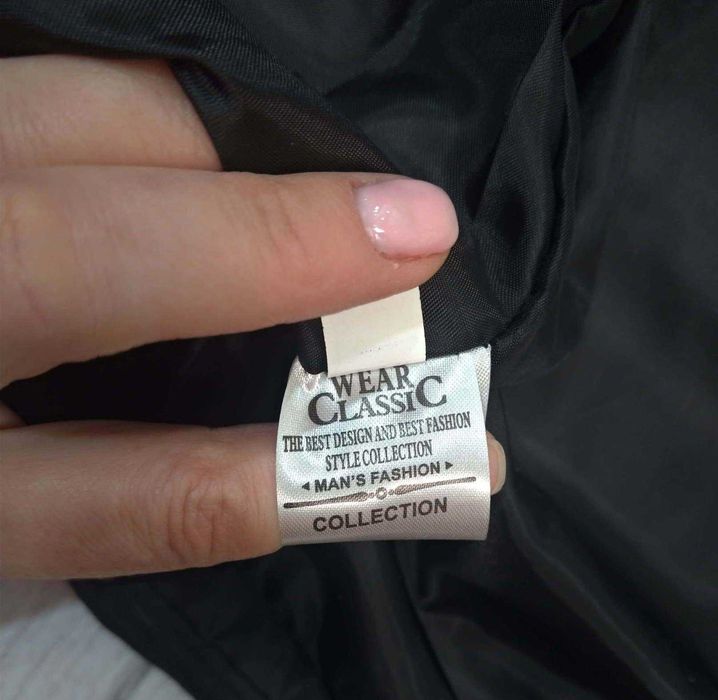 WEAR
CLASSIC
THE BEST DESIGN AND BEST FASHION
STYLE COLLECTION
MAN'S FASHION
COLLECTION